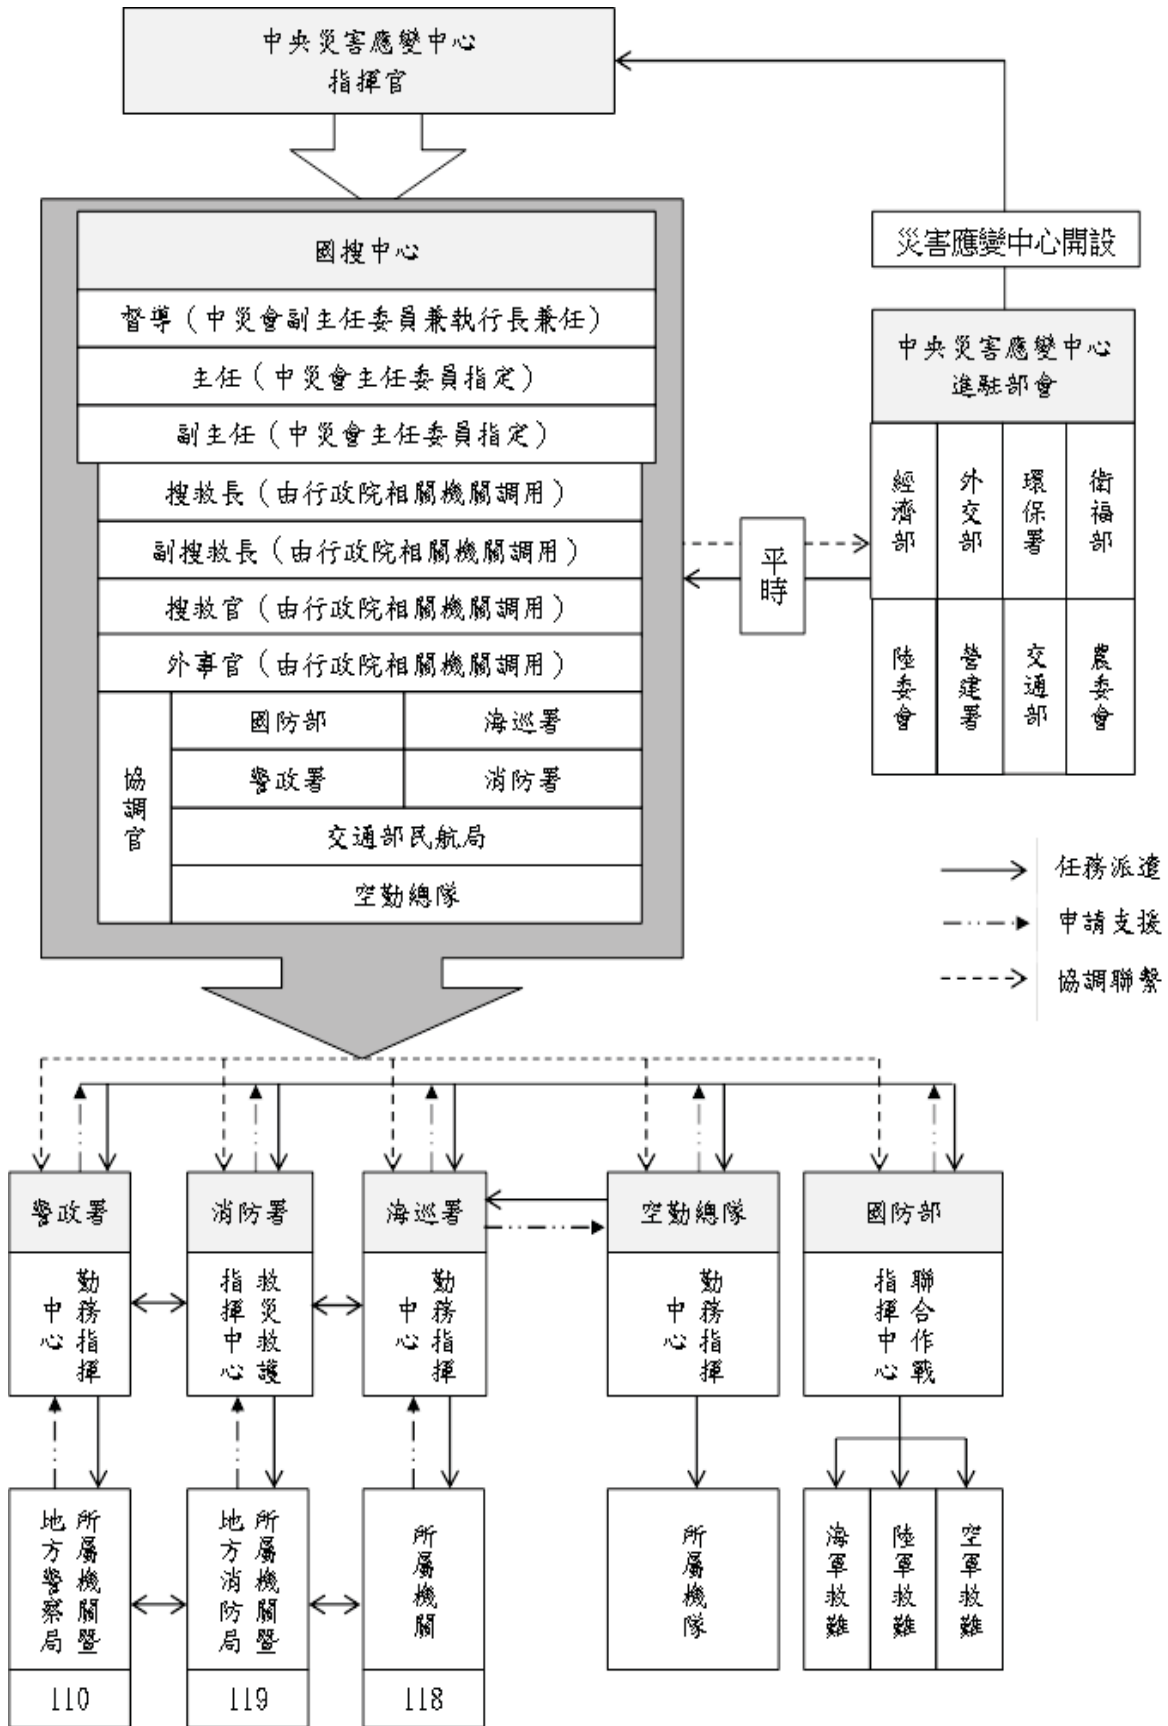 中央災害應變中心
指揮官
國搜中心
督導（中災會副主任委員兼執行長兼任）
主任（中災會主任委員指定）
副主任（中災會主任委員指定）
搜救長（由行政院相關機關調用）
副搜救長（由行政院相關機關調用）
搜救官（由行政院相關機關調用）
外事官（由行政院相關機關調用）
協調官
國防部
海巡署
警政署
消防署
交通部民航局
空勤總隊
平時
災害應變中心開設
中央災害應變中心
進駐部會
經濟部
外交部
環保署
衛福部
陸委會
營建署
交通部
農委會
任務派遣
申請支援
協調聯繫
警政署
勤務指揮
中心
消防署
救災救護
指揮中心
海巡署
勤務指揮
中心
空勤總隊
勤務指揮
中心
國防部
聯合作戰
指揮中心
所屬機關暨
地方警察局
110
所屬機關暨
地方消防局
119
所屬機關
118
所屬機隊
海軍救難
陸軍救難
空軍救難